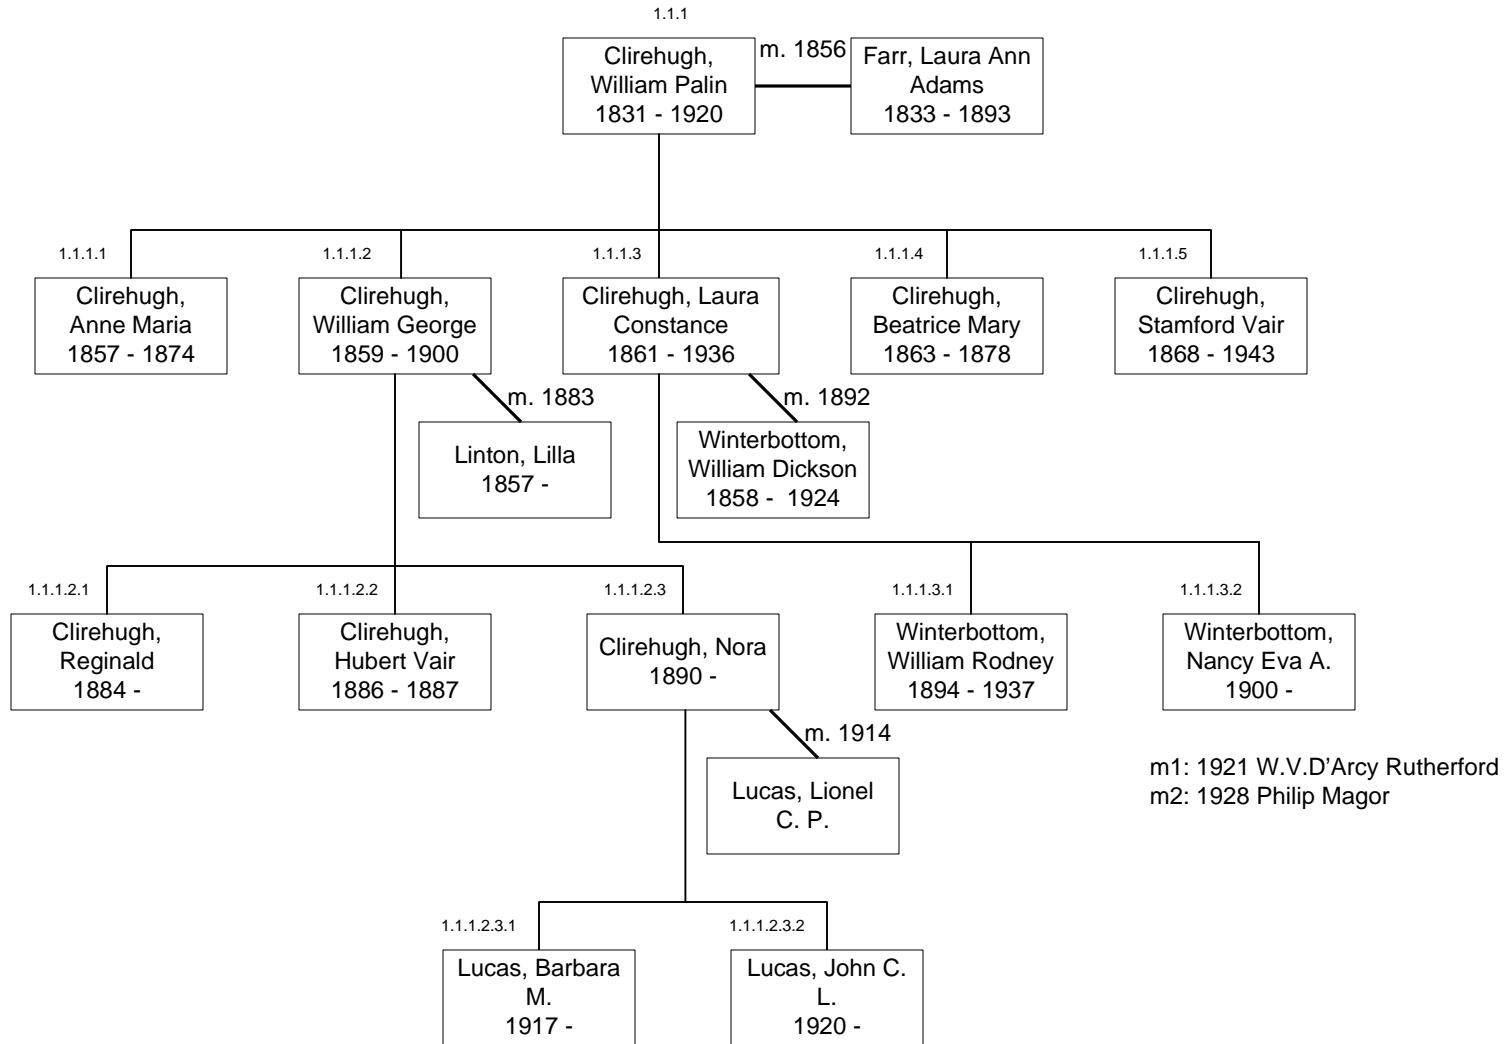 1.1.1
Clirehugh,
William Palin
1831 - 1920
m. 1856
Farr, Laura Ann
Adams
1833 - 1893
1.1.1.1
Clirehugh,
Anne Maria
1857 - 1874
1.1.1.2
Clirehugh,
William George
1859 - 1900
1.1.1.3
Clirehugh, Laura
Constance
1861 - 1936
1.1.1.4
Clirehugh,
Beatrice Mary
1863 - 1878
1.1.1.5
Clirehugh,
Stamford Vair
1868 - 1943
m. 1883
Linton, Lilla
1857 -
m. 1892
Winterbottom,
William Dickson
1858 -  1924
1.1.1.2.1
Clirehugh,
Reginald
1884 -
1.1.1.2.2
Clirehugh,
Hubert Vair
1886 - 1887
1.1.1.2.3
Clirehugh, Nora
1890 -
1.1.1.3.1
Winterbottom,
William Rodney
1894 - 1937
1.1.1.3.2
Winterbottom,
Nancy Eva A.
1900 -
m. 1914
Lucas, Lionel
C. P.
m1: 1921 W.V.D'Arcy Rutherford
m2: 1928 Philip Magor
1.1.1.2.3.1
Lucas, Barbara
M.
1917 -
1.1.1.2.3.2
Lucas, John C.
L.
1920 -